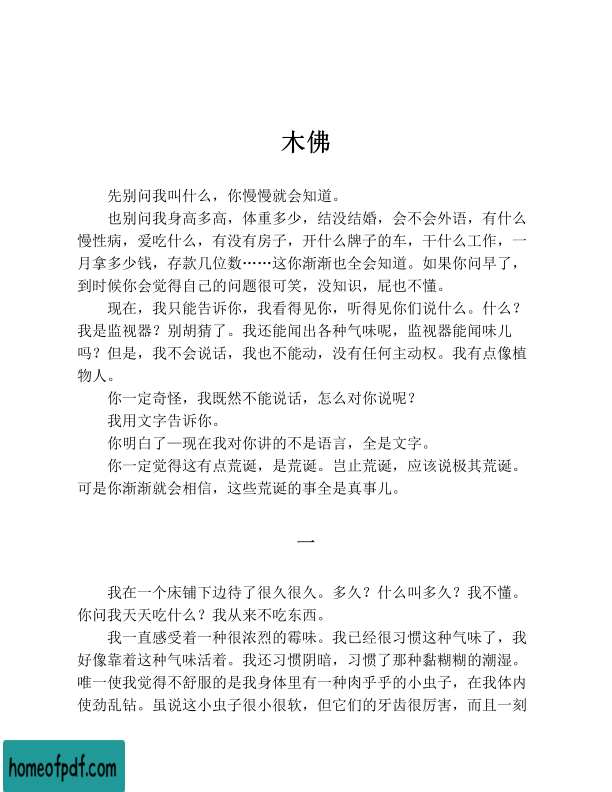 木佛
先别问我叫什么，你慢慢就会知道。
也别问我身高多高，体重多少，结没结婚，会不会外语，有什么
慢性病，爱吃什么，有没有房子，开什么牌子的车，干什么工作，一
月拿多少钱，存款几位数……这你渐渐也全会知道。如果你问早了，
到时候你会觉得自己的问题很可笑，没知识，屁也不懂。
现在，我只能告诉你，我看得见你，听得见你们说什么。什么？
我是监视器？别胡猜了。我还能闻出各种气味呢，监视器能闻味儿
吗？但是，我不会说话，我也不能动，没有任何主动权。我有点像植
物人。
你一定奇怪，我既然不能说话，怎么对你说呢？
我用文字告诉你。
你明白了—现在我对你讲的不是语言，全是文字。
你一定觉得这有点荒诞，是荒诞。岂止荒诞，应该说极其荒诞。
可是你渐渐就会相信，这些荒诞的事全是真事儿。
一
我在一个床铺下边待了很久很久。多久？什么叫多久？我不懂。
你问我天天吃什么？我从来不吃东西。
我一直感受着一种很浓烈的霉味。我已经很习惯这种气味了，我
好像靠着这种气味活着。我还习惯阴暗，习惯了那种黏糊糊的潮湿。
唯一使我觉得不舒服的是我身体里有一种肉乎乎的小虫子，在我体内
使劲乱钻。虽说这小虫子很小很软，但它们的牙齿很厉害，而且一刻
homeofpdf.com